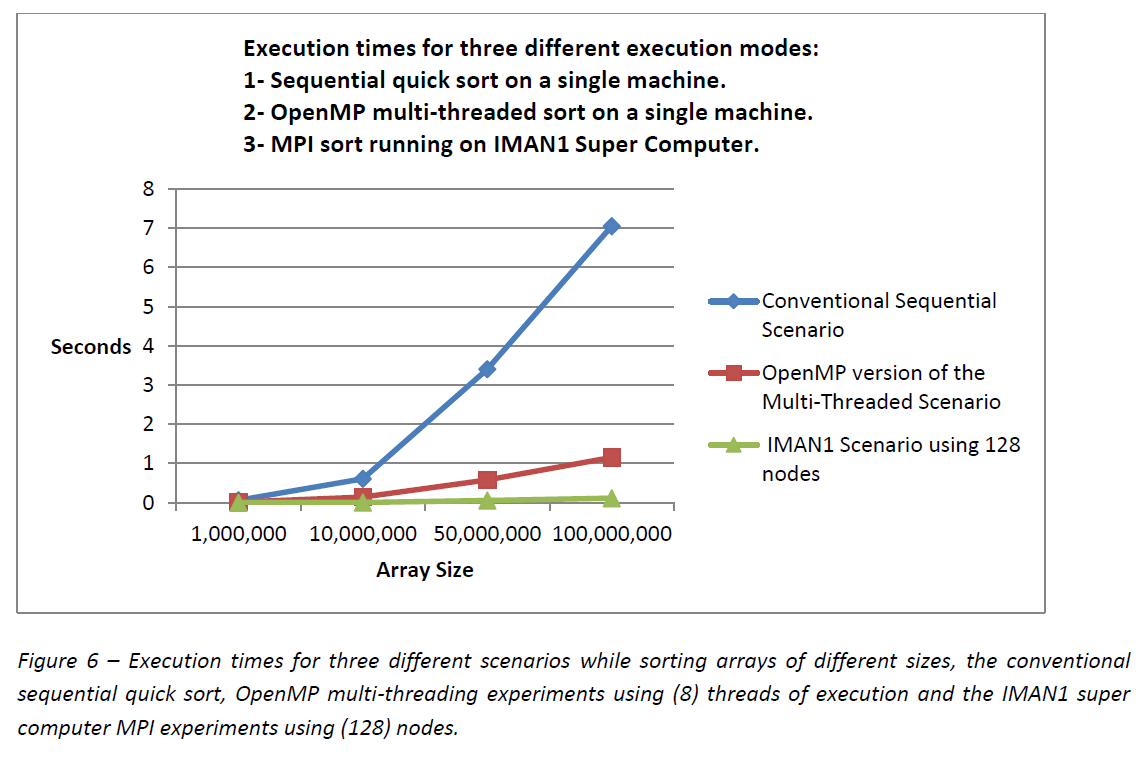 Execution times for three different execution modes:
1- Sequential quick sort on a single machine.
2- OpenMP multi-threaded sort on a single machine.
3- MPI sort running on IMAN1 Super Computer.
8
7
6
5
Seconds 4
3
2
1
0
1,000,000 10,000,000 50,000,000 100,000,000
Array Size
Conventional Sequential
Scenario
OpenMP version of the
Multi-Threaded Scenario
IMAN1 Scenario using 128
nodes
Figure 6 – Execution times for three different scenarios while sorting arrays of different sizes, the conventional
sequential quick sort, OpenMP multi-threading experiments using (8) threads of execution and the IMAN1 super
computer MPI experiments using (128) nodes.